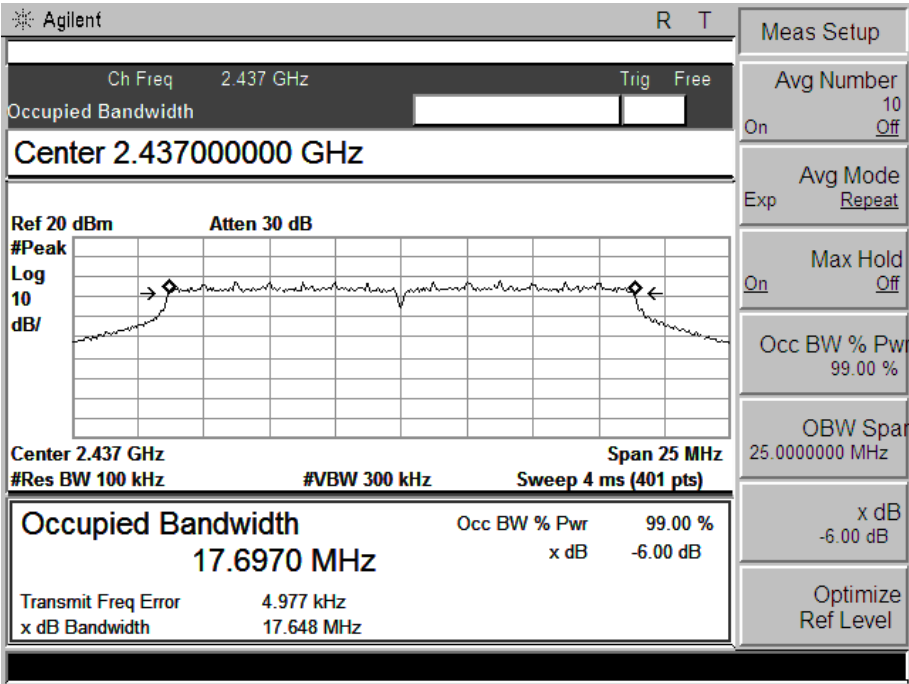 Agilent R T
Ch Freq 2.437 GHz Trig Free
Occupied Bandwidth
Center 2.437000000 GHz
Ref 20 dBm Atten 30 dB
#Peak
Log
10
dB/
Center 2.437 GHz Span 25 MHz
#Res BW 100 kHz #VBW 300 kHz Sweep 4 ms (401 pts)
Occupied Bandwidth Occ BW % Pwr 99.00 %
17.6970 MHz x dB -6.00 dB
Transmit Freq Error 4.977 kHz
x dB Bandwidth 17.648 MHz
Meas Setup
Avg Number
10
On Off
Avg Mode
Exp Repeat
Max Hold
On Off
Occ BW % Pwr
99.00 %
OBW Spar
25.0000000 MHz
x dB
-6.00 dB
Optimize
Ref Level